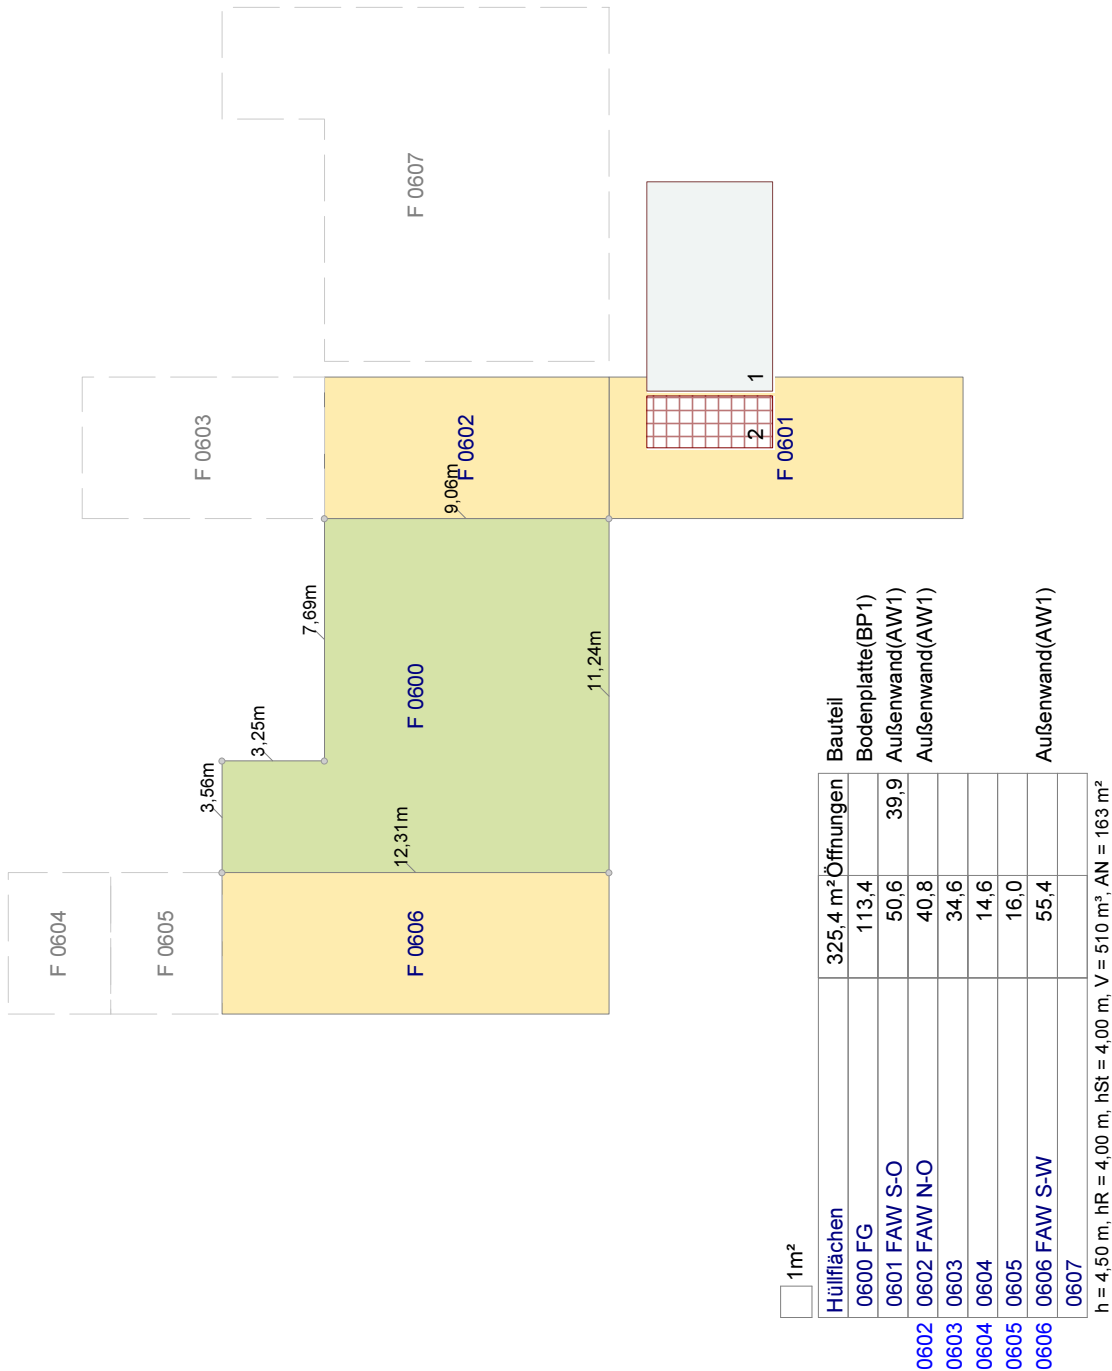 F 0604
F 0605
F 0606
3,56m
3,25m
12,31m
F 0600
7,69m
11,24m
F 0603
F 0602
9,06m
F 0601
2
1
F 0607
1m²
Hüllflächen 325,4 m² Öffnungen Bauteil
0600 FG 113,4 Bodenplatte(BP1)
0601 FAW S-O 50,6 39,9 Außenwand(AW1)
0602 0602 FAW N-O 40,8 Außenwand(AW1)
0603 0603 34,6
0604 0604 14,6
0605 0605 16,0
0606 0606 FAW S-W 55,4 Außenwand(AW1)
0607
h = 4,50 m, hR = 4,00 m, hSt = 4,00 m, V = 510 m³, AN = 163 m²